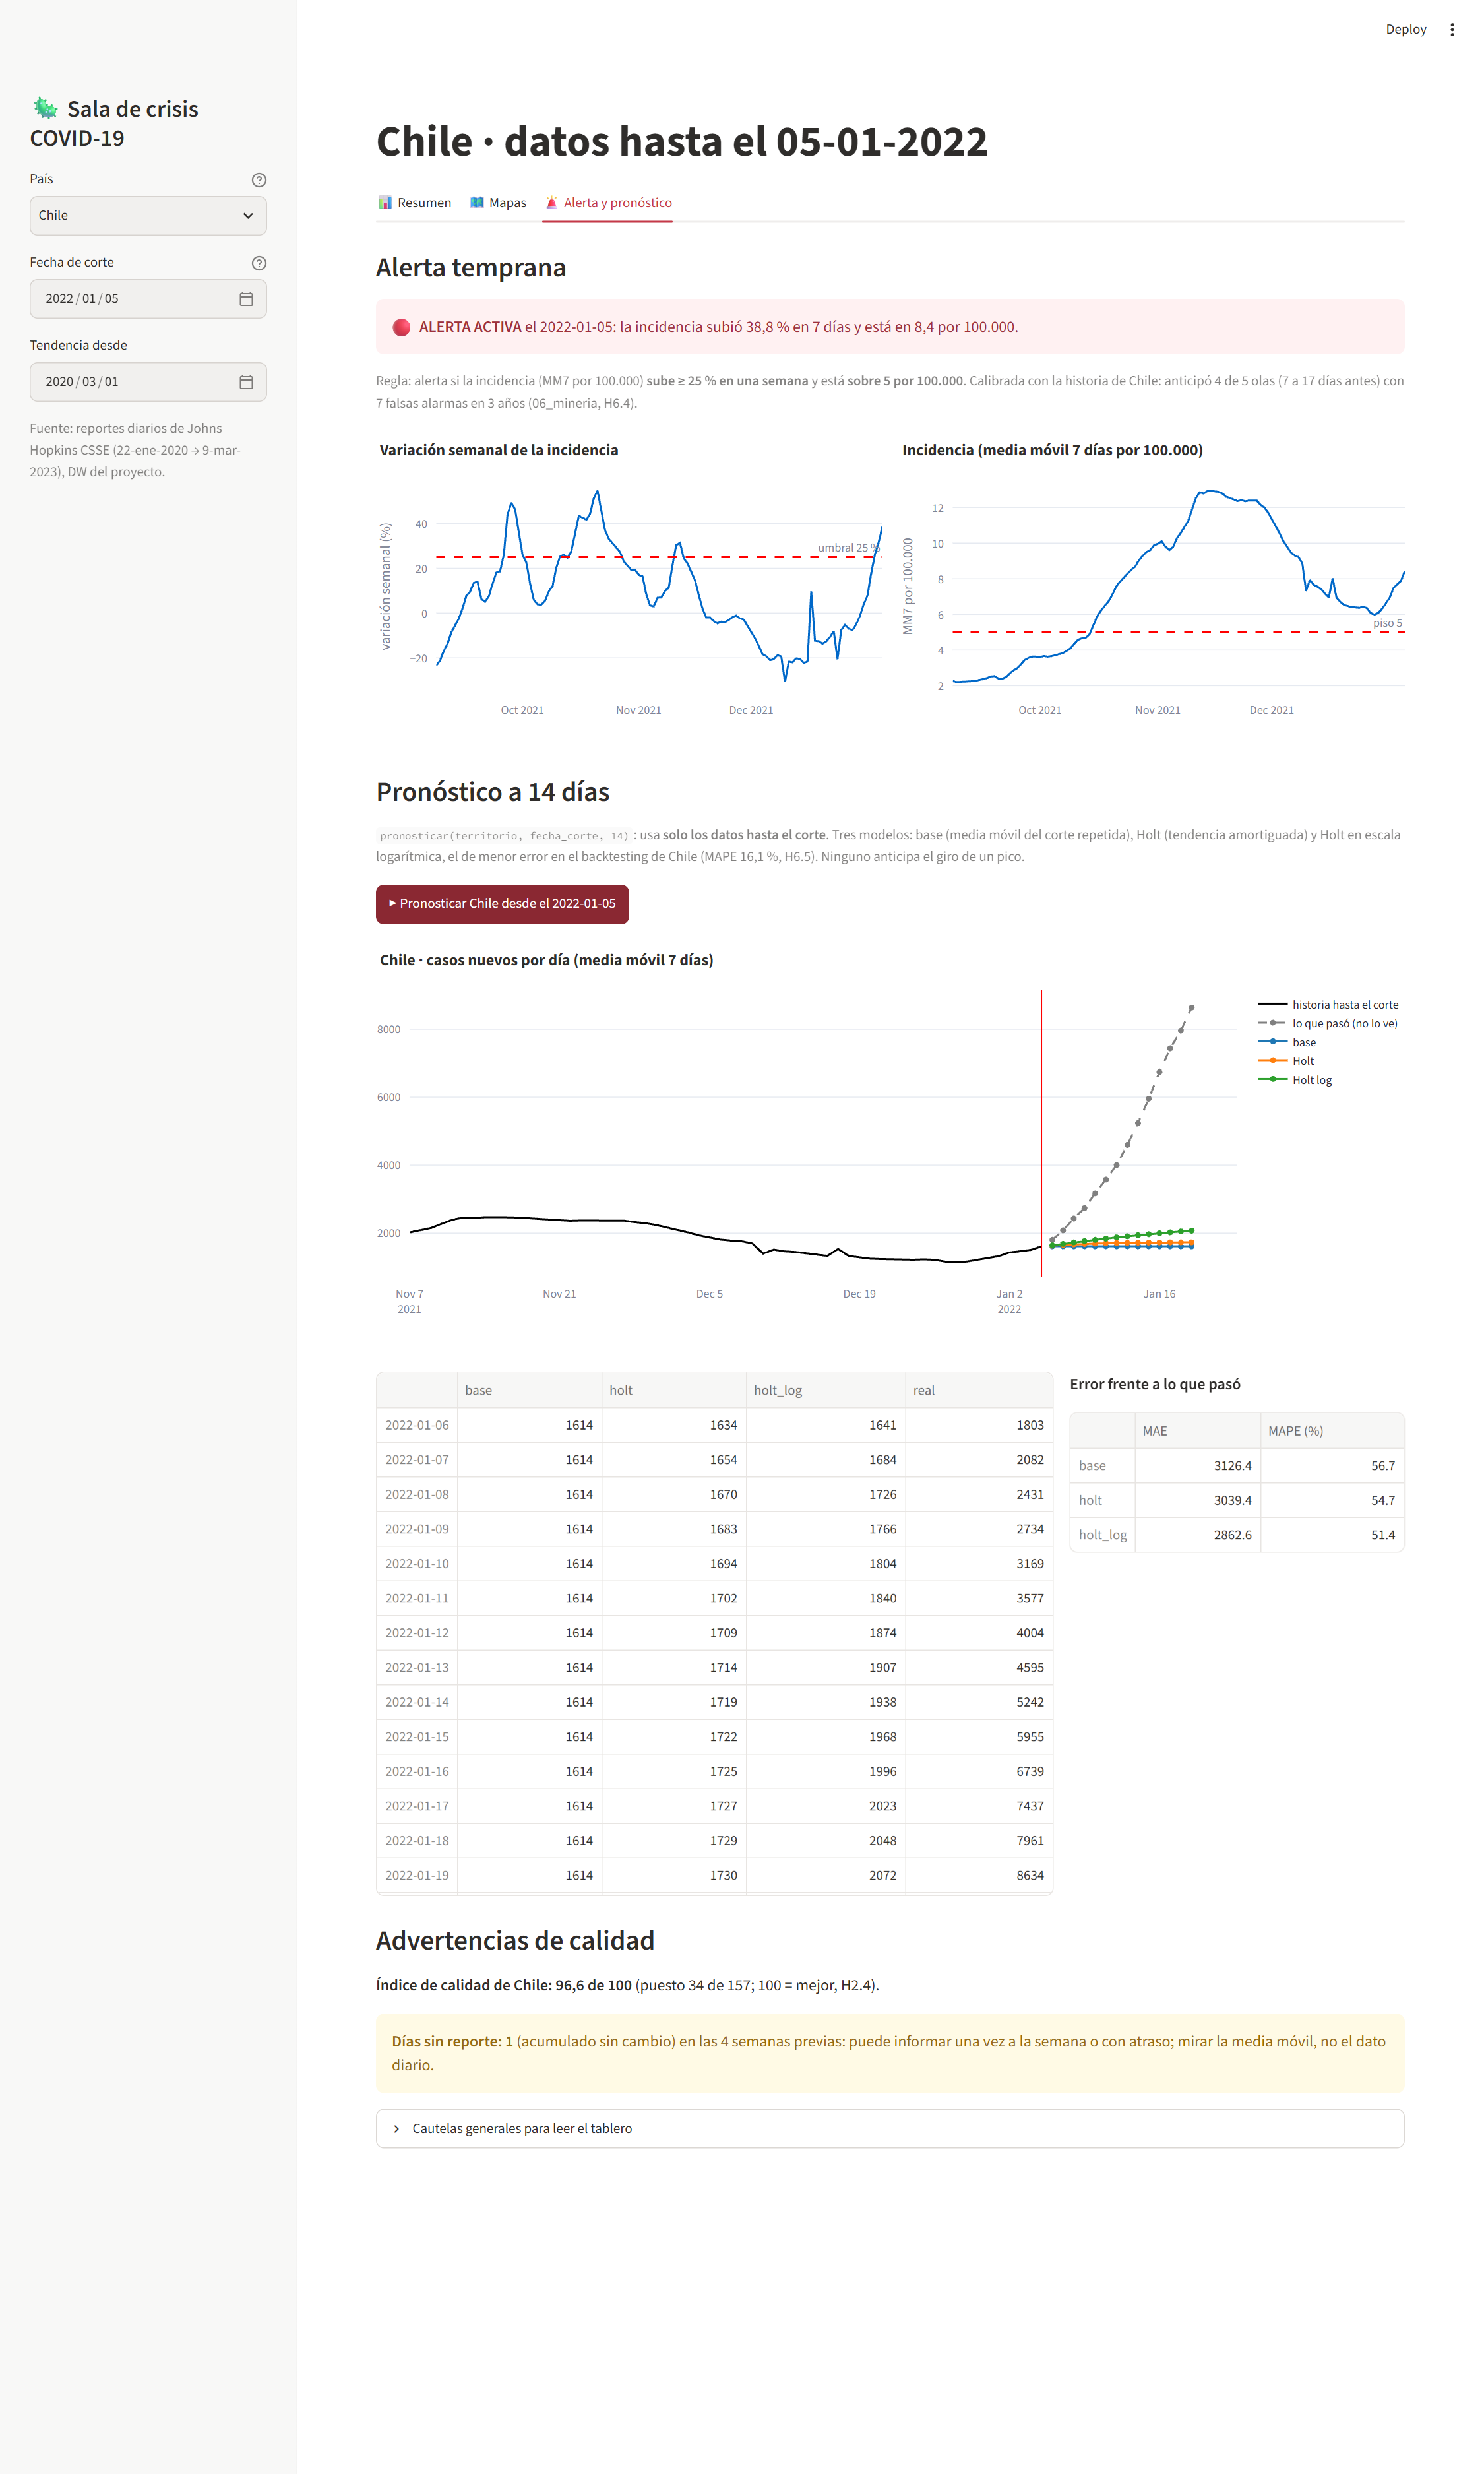 Deploy
Sala de crisis
COVID-19
País
Chile
Fecha de corte
2022/01/05
Tendencia desde
2020/03/01
Fuente: reportes diarios de Johns
Hopkins CSSE (22-ene-2020 → 9-mar-
2023), DW del proyecto.
Chile · datos hasta el 05-01-2022
Resumen Mapas Alerta y pronóstico
Alerta temprana
ALERTA ACTIVA el 2022-01-05: la incidencia subió 38,8 % en 7 días y está en 8,4 por 100.000.
Regla: alerta si la incidencia (MM7 por 100.000) sube ≥ 25 % en una semana y está sobre 5 por 100.000. Calibrada con la historia de Chile: anticipó 4 de 5 olas (7 a 17 días antes) con
7 falsas alarmas en 3 años (06_mineria, H6.4).
Variación semanal de la incidencia
variación semanal (%)
40
20
0
−20
umbral 25 %
Oct 2021 Nov 2021 Dec 2021
Incidencia (media móvil 7 días por 100.000)
MM7 por 100.000
12
10
8
6
4
2
piso 5
Oct 2021 Nov 2021 Dec 2021
Pronóstico a 14 días
pronosticar(territorio, fecha_corte, 14) : usa solo los datos hasta el corte. Tres modelos: base (media móvil del corte repetida), Holt (tendencia amortiguada) y Holt en escala
logarítmica, el de menor error en el backtesting de Chile (MAPE 16,1 %, H6.5). Ninguno anticipa el giro de un pico.
▶ Pronosticar Chile desde el 2022-01-05
Chile · casos nuevos por día (media móvil 7 días)
8000
6000
4000
2000
Nov 7 Nov 21 Dec 5 Dec 19 Jan 2 Jan 16
2021 2022
historia hasta el corte
lo que pasó (no lo ve)
base
Holt
Holt log
base holt holt_log real
2022-01-06 1614 1634 1641 1803
2022-01-07 1614 1654 1684 2082
2022-01-08 1614 1670 1726 2431
2022-01-09 1614 1683 1766 2734
2022-01-10 1614 1694 1804 3169
2022-01-11 1614 1702 1840 3577
2022-01-12 1614 1709 1874 4004
2022-01-13 1614 1714 1907 4595
2022-01-14 1614 1719 1938 5242
2022-01-15 1614 1722 1968 5955
2022-01-16 1614 1725 1996 6739
2022-01-17 1614 1727 2023 7437
2022-01-18 1614 1729 2048 7961
2022-01-19 1614 1730 2072 8634
Error frente a lo que pasó
MAE MAPE (%)
base 3126.4 56.7
holt 3039.4 54.7
holt_log 2862.6 51.4
Advertencias de calidad
Índice de calidad de Chile: 96,6 de 100 (puesto 34 de 157; 100 = mejor, H2.4).
Días sin reporte: 1 (acumulado sin cambio) en las 4 semanas previas: puede informar una vez a la semana o con atraso; mirar la media móvil, no el dato
diario.
Cautelas generales para leer el tablero